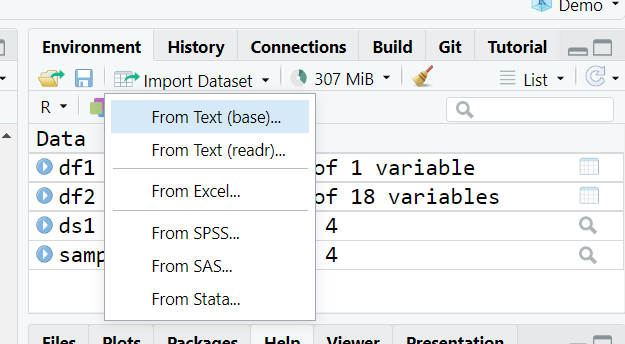 Demo
Environment History Connections Build Git Tutorial
Import Dataset 307 MiB List
R
From Text (base)...
Data
From Text (readr)...
df1 of 1 variable
From Excel...
df2 of 18 variables
From SPSS...
ds1 4
From SAS...
samp 4
From Stata...
Files Plots Packages Help Viewer Presentation